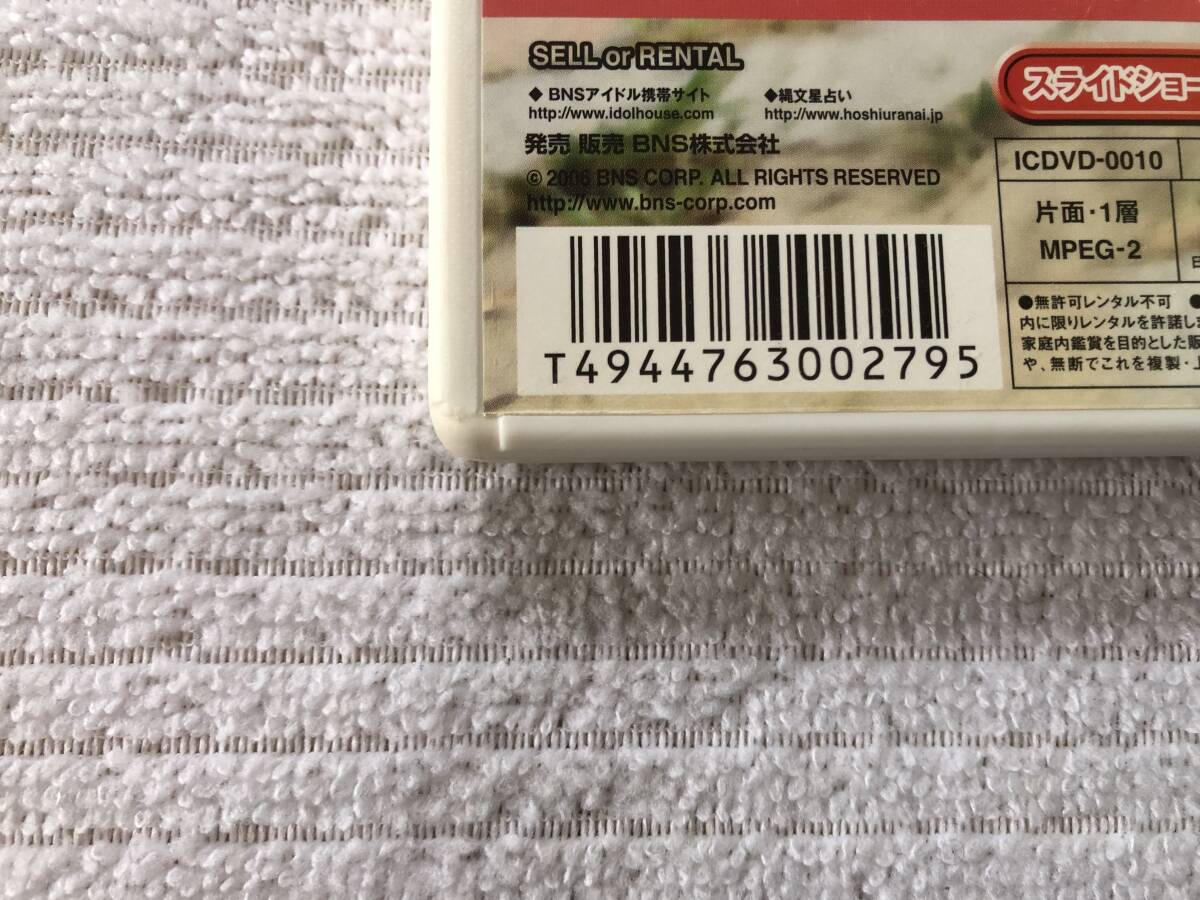 SELL or RENTAL
◆ BNSアイドル携帯サイト
http://www.idolhouse.com
◆縄文星占い
http://www.hoshiuranai.jp
発売 販売 BNS株式会社
© 2006 BNS CORP. ALL RIGHTS RESERVED
http://www.bns-corp.com
T4944763002795
スライドショー
ICDVD-0010
片面・1層
MPEG-2
●無許可レンタル不可
内に限りレンタルを許諾しま
家庭内鑑賞を目的とした販
や、無断でこれを複製・上